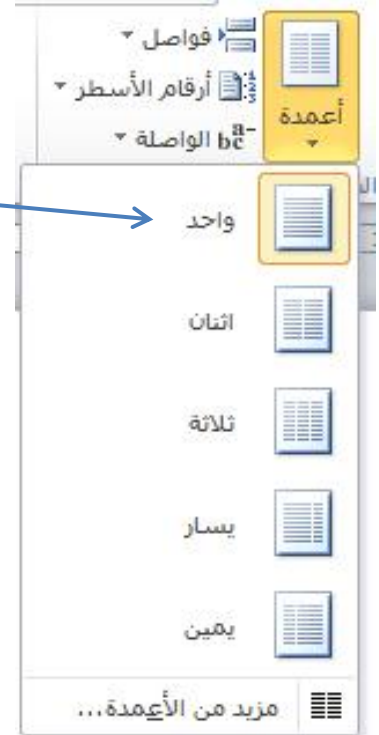 فواصل
أرقام الأسطر
الواصلة
أعمدة
واحد
اثنان
ثلاثة
يسار
يمين
مزيد من الأعمدة...